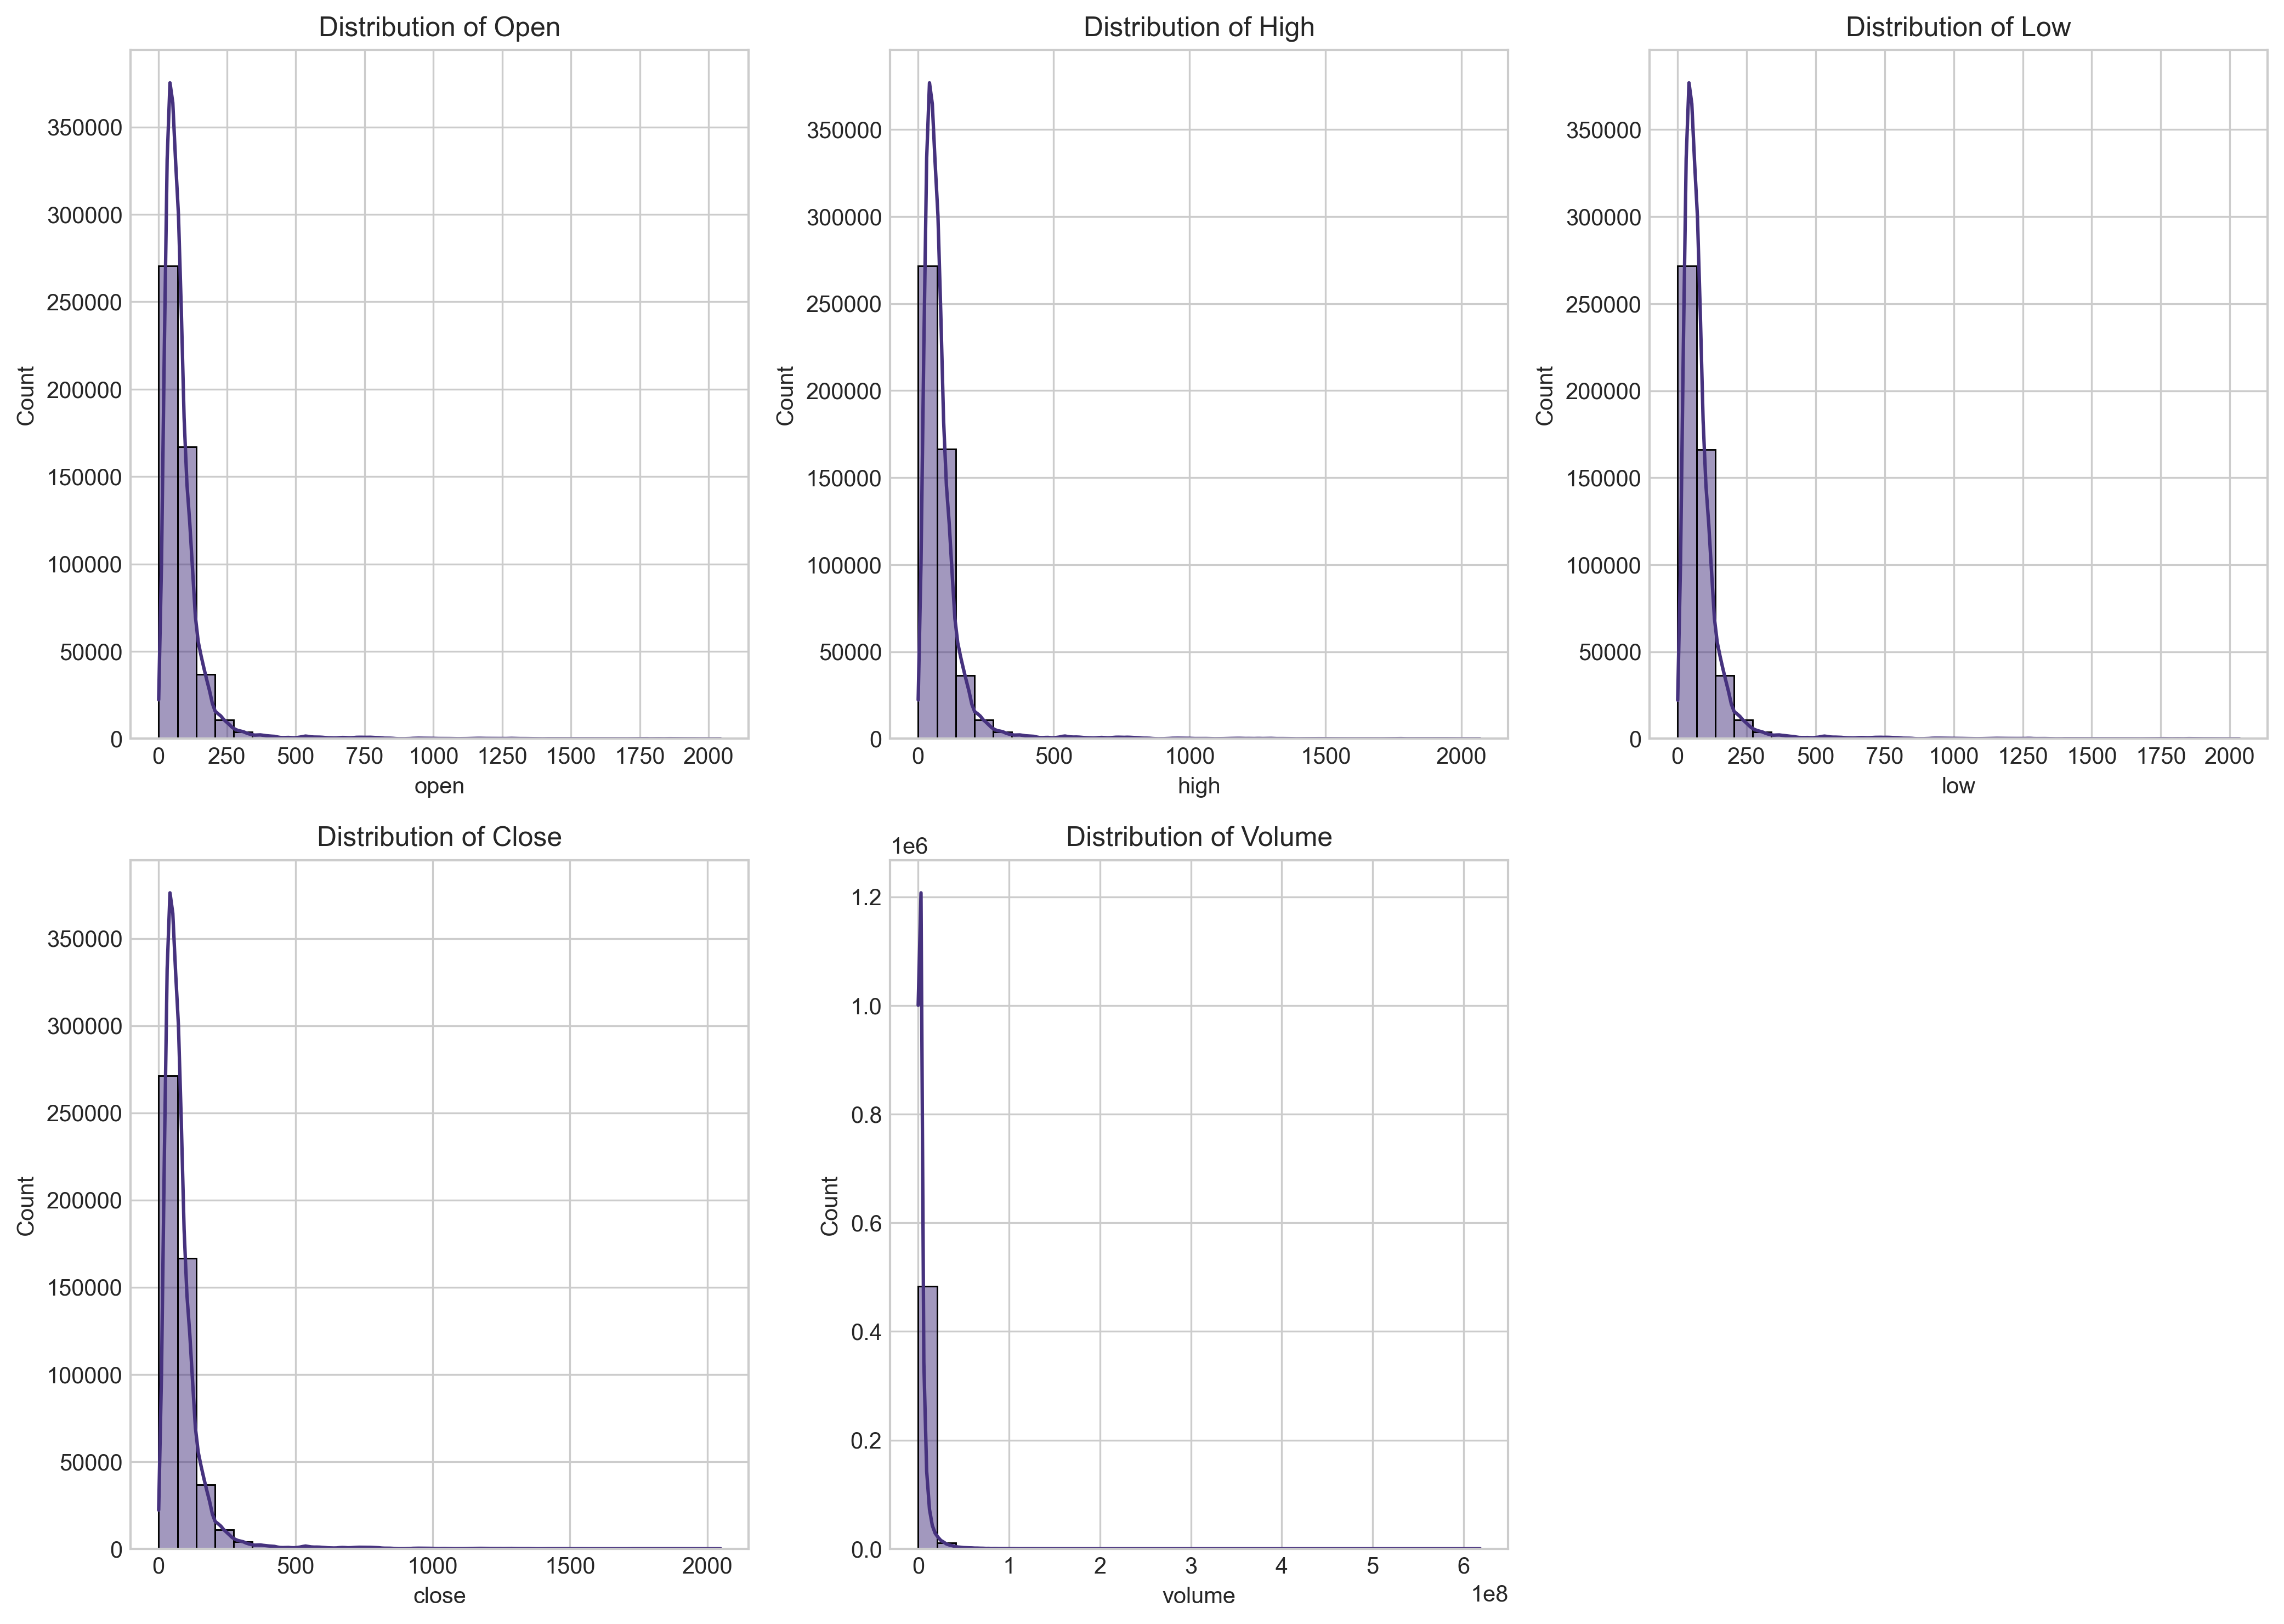 Distribution of Open
Distribution of High
Distribution of Low
350000
300000
250000
200000
150000
100000
50000
0
Count
0 250 500 750 1000 1250 1500 1750 2000
open
350000
300000
250000
200000
150000
100000
50000
0
Count
0 500 1000 1500 2000
high
350000
300000
250000
200000
150000
100000
50000
0
Count
0 250 500 750 1000 1250 1500 1750 2000
low
Distribution of Close
350000
300000
250000
200000
150000
100000
50000
0
Count
0 500 1000 1500 2000
close
Distribution of Volume
1e6
1.2
1.0
0.8
0.6
0.4
0.2
0.0
Count
0 1 2 3 4 5 6
1e8
volume